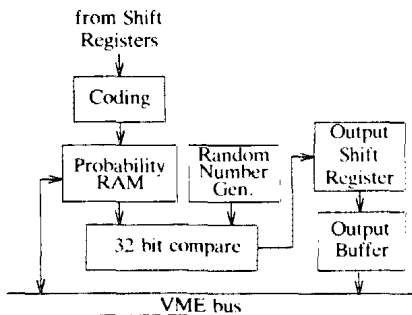 from Shift
Registers
Coding
Probability
RAM
Random
Number
Gen.
Output
Shift
Register
32 bit compare
Output
Buffer
VME bus